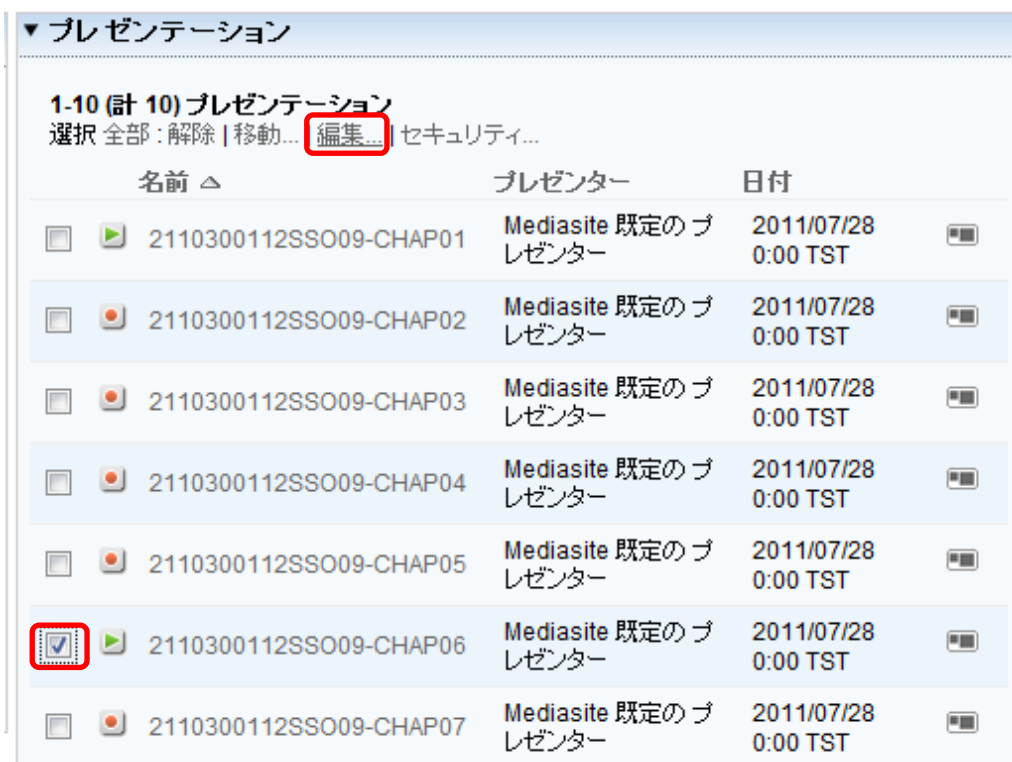 プレゼンテーション
1-10 (計 10) プレゼンテーション
選択 全部 : 解除 | 移動... | 編集... | セキュリティ...
名前 プレゼンター 日付
2110300112SSO09-CHAP01 Mediasite 既定の プ 2011/07/28
レゼンター 0:00 TST
2110300112SSO09-CHAP02 Mediasite 既定の プ 2011/07/28
レゼンター 0:00 TST
2110300112SSO09-CHAP03 Mediasite 既定の プ 2011/07/28
レゼンター 0:00 TST
2110300112SSO09-CHAP04 Mediasite 既定の プ 2011/07/28
レゼンター 0:00 TST
2110300112SSO09-CHAP05 Mediasite 既定の プ 2011/07/28
レゼンター 0:00 TST
2110300112SSO09-CHAP06 Mediasite 既定の プ 2011/07/28
レゼンター 0:00 TST
2110300112SSO09-CHAP07 Mediasite 既定の プ 2011/07/28
レゼンター 0:00 TST